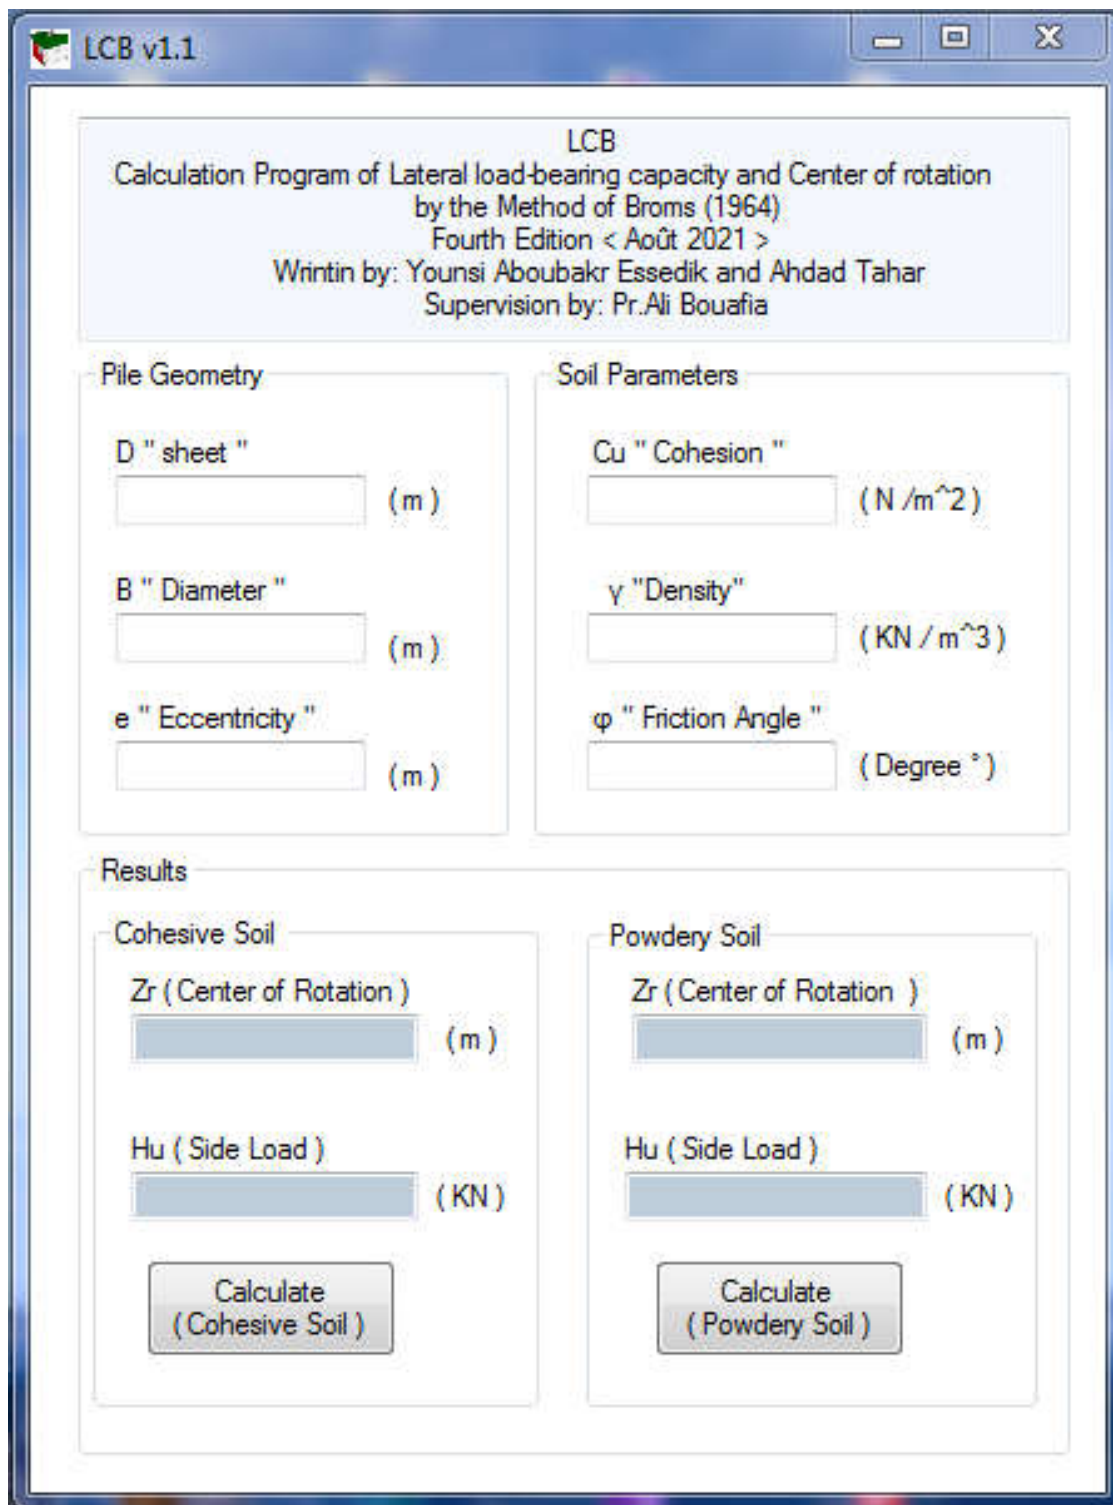 LCB v1.1
LCB
Calculation Program of Lateral load-bearing capacity and Center of rotation
by the Method of Broms (1964)
Fourth Edition < Août 2021 >
Wrintin by: Younsi Aboubakr Essedik and Ahdad Tahar
Supervision by: Pr.Ali Bouafia
Pile Geometry
D " sheet "
( m )
B " Diameter "
( m )
e " Eccentricity "
( m )
Soil Parameters
Cu " Cohesion "
( N /m^2 )
γ "Density"
( KN / m^3 )
φ " Friction Angle "
( Degree ° )
Results
Cohesive Soil
Zr ( Center of Rotation )
( m )
Hu ( Side Load )
( KN )
Calculate
( Cohesive Soil )
Powdery Soil
Zr ( Center of Rotation )
( m )
Hu ( Side Load )
( KN )
Calculate
( Powdery Soil )